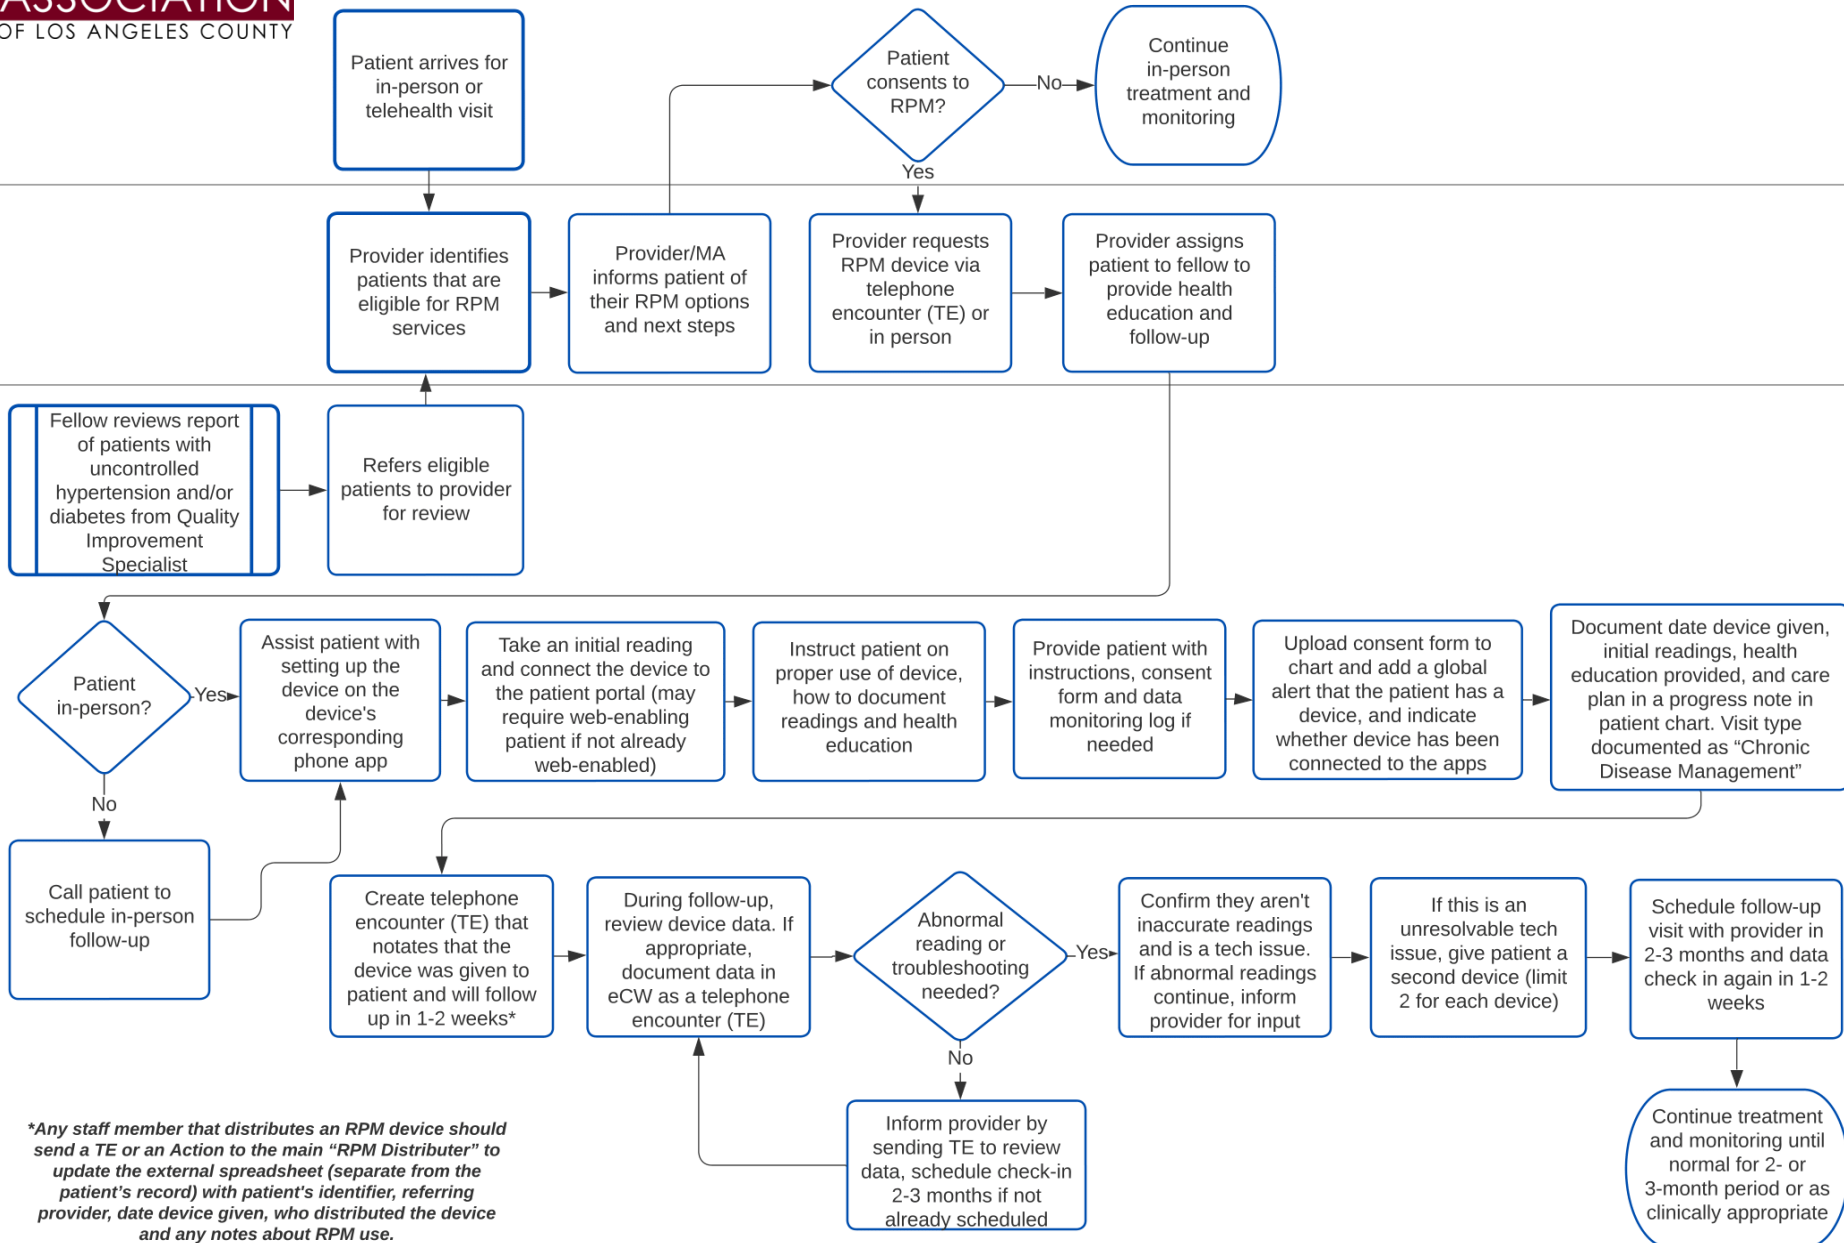 ASSOCIATION
OF LOS ANGELES COUNTY
Patient arrives for
in-person or
telehealth visit
Patient
consents to
RPM?
No
Continue
in-person
treatment and
monitoring
Yes
Provider identifies
patients that are
eligible for RPM
services
Provider/MA
informs patient of
their RPM options
and next steps
Provider requests
RPM device via
telephone
encounter (TE) or
in person
Provider assigns
patient to fellow to
provide health
education and
follow-up
Fellow reviews report
of patients with
uncontrolled
hypertension and/or
diabetes from Quality
Improvement
Specialist
Refers eligible
patients to provider
for review
Patient
in-person?
Yes
Assist patient with
setting up the
device on the
device's
corresponding
phone app
Take an initial reading
and connect the device to
the patient portal (may
require web-enabling
patient if not already
web-enabled)
Instruct patient on
proper use of device,
how to document
readings and health
education
Provide patient with
instructions, consent
form and data
monitoring log if
needed
Upload consent form to
chart and add a global
alert that the patient has a
device, and indicate
whether device has been
connected to the apps
Document date device given,
initial readings, health
education provided, and care
plan in a progress note in
patient chart. Visit type
documented as “Chronic
Disease Management”
No
Call patient to
schedule in-person
follow-up
Create telephone
encounter (TE) that
notates that the
device was given to
patient and will follow
up in 1-2 weeks*
During follow-up,
review device data. If
appropriate,
document data in
eCW as a telephone
encounter (TE)
Abnormal
reading or
troubleshooting
needed?
Yes
Confirm they aren't
inaccurate readings
and is a tech issue.
If abnormal readings
continue, inform
provider for input
If this is an
unresolvable tech
issue, give patient a
second device (limit
2 for each device)
Schedule follow-up
visit with provider in
2-3 months and data
check in again in 1-2
weeks
No
Inform provider by
sending TE to review
data, schedule check-in
2-3 months if not
already scheduled
Continue treatment
and monitoring until
normal for 2- or
3-month period or as
clinically appropriate
*Any staff member that distributes an RPM device should
send a TE or an Action to the main “RPM Distributer” to
update the external spreadsheet (separate from the
patient’s record) with patient's identifier, referring
provider, date device given, who distributed the device
and any notes about RPM use.